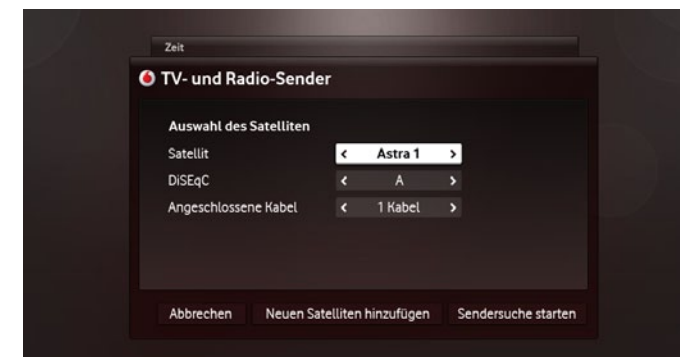 Zeit
TV- und Radio-Sender
Auswahl des Satelliten
Satellit < Astra 1 >
DiSEqC < A >
Angeschlossene Kabel < 1 Kabel >
Abbrechen Neuen Satelliten hinzufügen Sendersuche starten